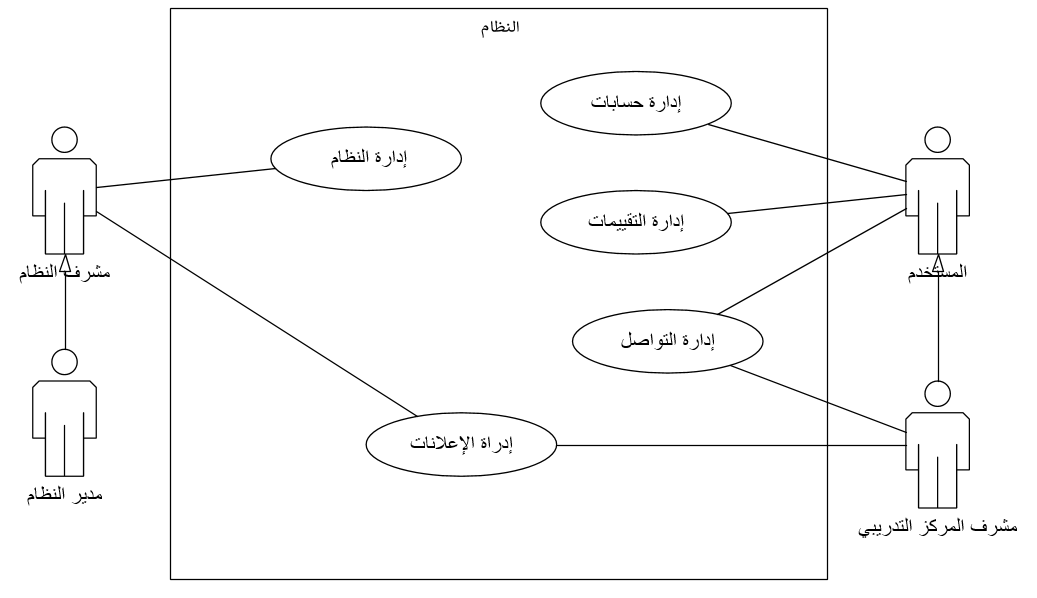 النظام
إدارة حسابات
إدارة النظام
إدارة التقييمات
مشرف النظام
المستخدم
إدارة التواصل
إدراة الإعلانات
مدير النظام
مشرف المركز التدريبي